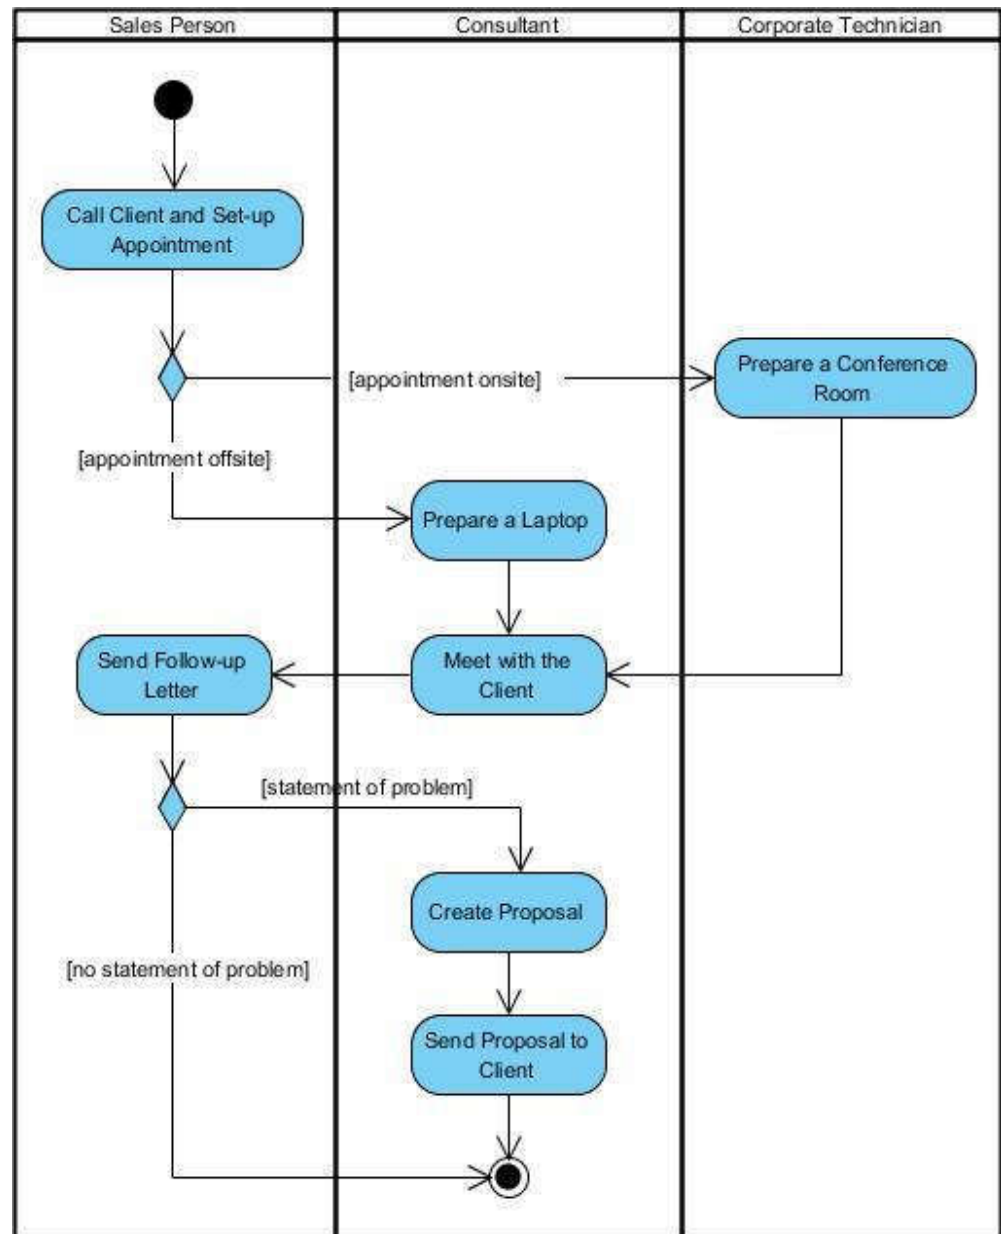 Sales Person
Consultant
Corporate Technician
Call Client and Set-up
Appointment
[appointment onsite]
Prepare a Conference
Room
[appointment offsite]
Prepare a Laptop
Send Follow-up
Letter
Meet with the
Client
[statement of problem]
Create Proposal
[no statement of problem]
Send Proposal to
Client